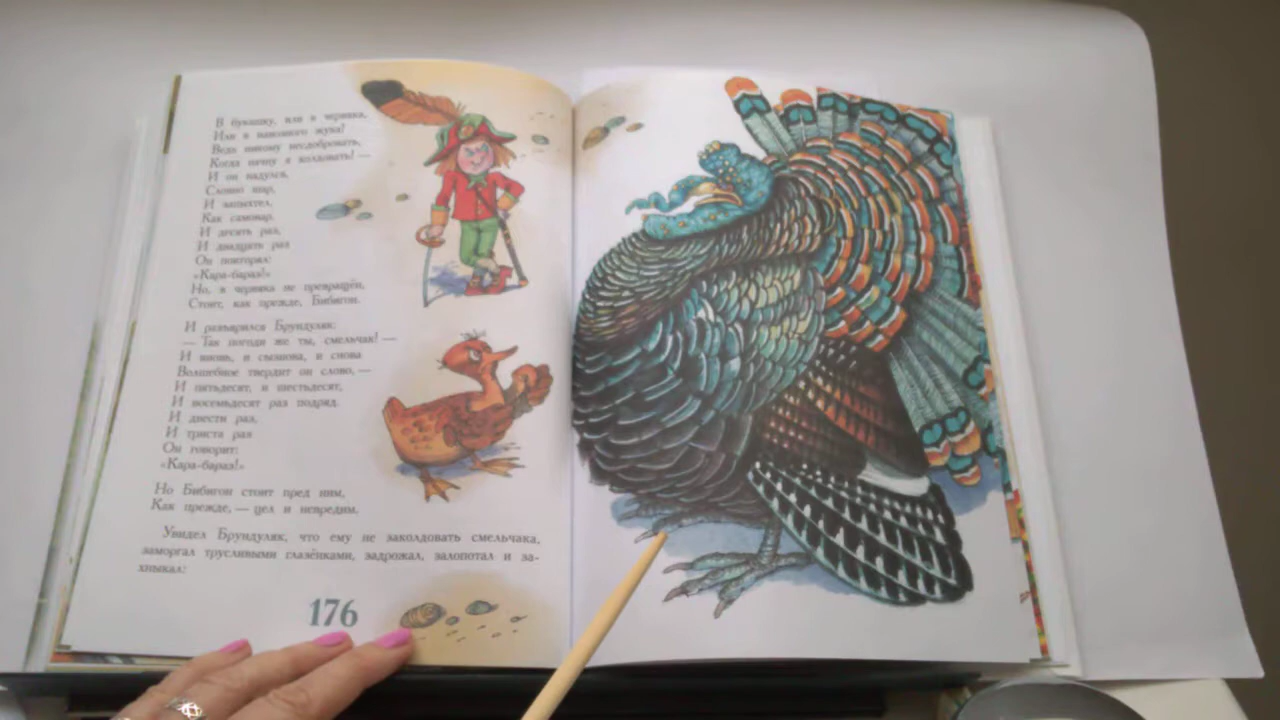 В букашку, или в червяка,
Или в навозного жука!
Ведь никому несдобровать,
Когда начну я колдовать! —
И он надулся,
Словно шар,
И запыхтел,
Как самовар.
И десять раз,
И двадцать раз
Он повторял:
«Кара-бараз!»
Но, в червяка не превращён,
Стоит, как прежде, Бибигон.
И разъярился Брундуляк:
— Так погоди же ты, смельчак! —
И вновь, и сызнова, и снова
Волшебное твердит он слово, —
И пятьдесят, и шестьдесят,
И восемьдесят раз подряд.
И двести раз,
И триста раз
Он говорит:
«Кара-бараз!»
Но Бибигон стоит пред ним,
Как прежде, — цел и невредим.
Увидел Брундуляк, что ему не заколдовать смельчака,
заморгал трусливыми глазёнками, задрожал, залопотал и за-
хныкал:
176